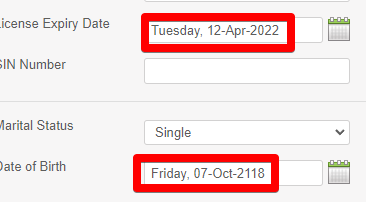 License Expiry Date
Tuesday, 12-Apr-2022
SIN Number
Marital Status
Single
Date of Birth
Friday, 07-Oct-2118